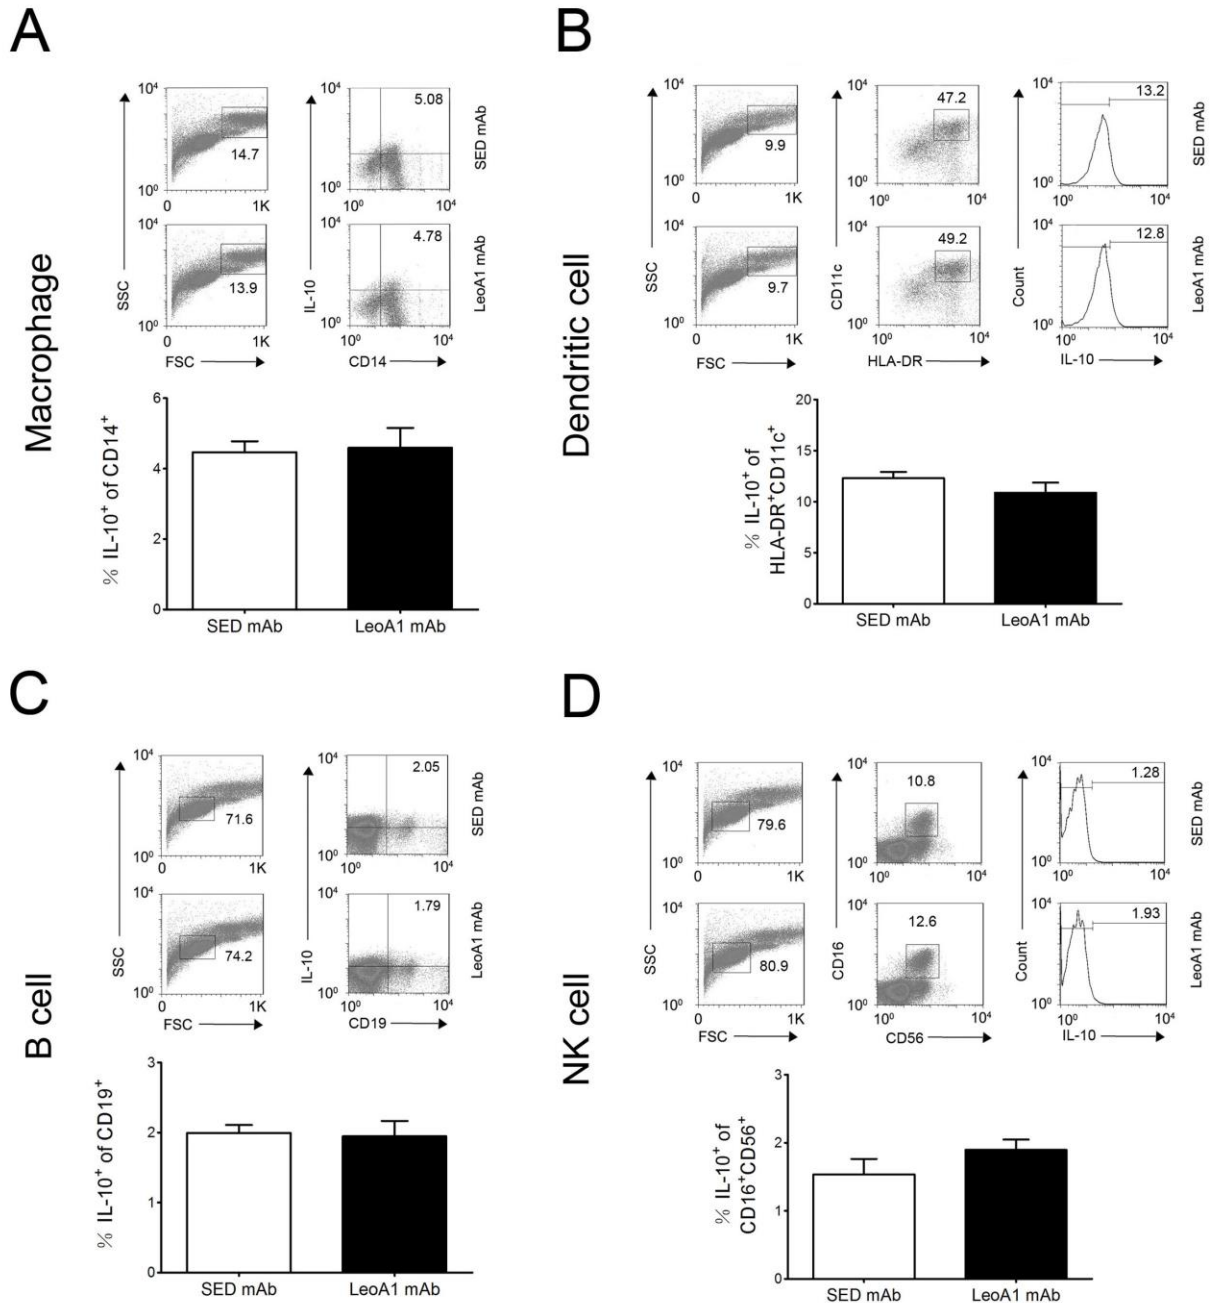 A
Macrophage
10⁴
SSC
10⁰
14.7
0
1K
10⁴
IL-10
10⁰
5.08
10⁰
10⁴
SED mAb
10⁴
10⁰
13.9
0
1K
FSC
10⁴
10⁰
4.78
10⁰
10⁴
CD14
LeoA1 mAb
% IL-10⁺ of CD14⁺
6
4
2
0
SED mAb
LeoA1 mAb
B
Dendritic cell
10⁴
SSC
10⁰
9.9
0
1K
10⁴
CD11c
10⁰
47.2
10⁰
10⁴
10⁴
Count
10⁰
13.2
10⁰
10⁴
SED mAb
10⁴
10⁰
9.7
0
1K
FSC
10⁴
10⁰
49.2
10⁰
10⁴
HLA-DR
10⁴
10⁰
12.8
10⁰
10⁴
IL-10
LeoA1 mAb
% IL-10⁺ of
HLA-DR⁺CD11c⁺
20
15
10
5
0
SED mAb
LeoA1 mAb
C
B cell
10⁴
SSC
10⁰
71.6
0
1K
10⁴
IL-10
10⁰
2.05
10⁰
10⁴
SED mAb
10⁴
10⁰
74.2
0
1K
FSC
10⁴
10⁰
1.79
10⁰
10⁴
CD19
LeoA1 mAb
% IL-10⁺ of CD19⁺
3
2
1
0
SED mAb
LeoA1 mAb
D
NK cell
10⁴
SSC
10⁰
79.6
0
1K
10⁴
CD16
10⁰
10.8
10⁰
10⁴
10⁴
Count
10⁰
1.28
10⁰
10⁴
SED mAb
10⁴
10⁰
80.9
0
1K
FSC
10⁴
10⁰
12.6
10⁰
10⁴
CD56
10⁴
10⁰
1.93
10⁰
10⁴
IL-10
LeoA1 mAb
% IL-10⁺ of
CD16⁺CD56⁺
3
2
1
0
SED mAb
LeoA1 mAb